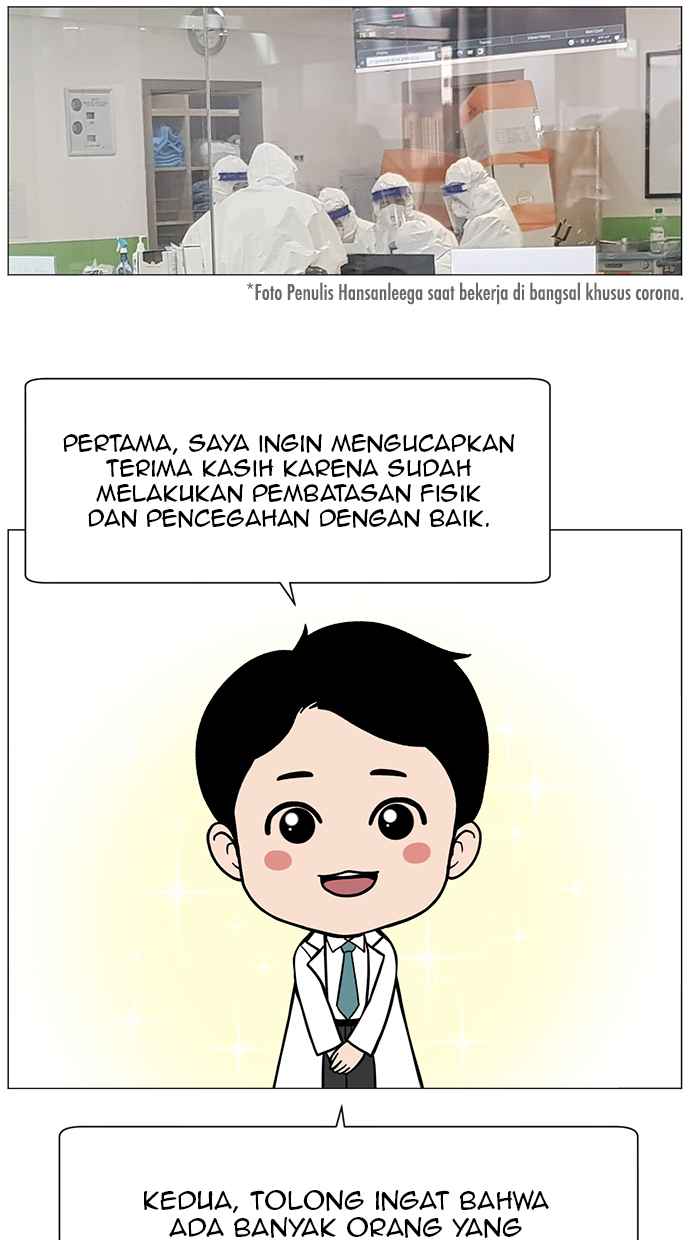 *Foto Penulis Hansanleega saat bekerja di bangsal khusus corona.
PERTAMA, SAYA INGIN MENGUCAPKAN
TERIMA KASIH KARENA SUDAH
MELAKUKAN PEMBATASAN FISIK
DAN PENCEGAHAN DENGAN BAIK.
KEDUA, TOLONG INGAT BAHWA
ADA BANYAK ORANG YANG